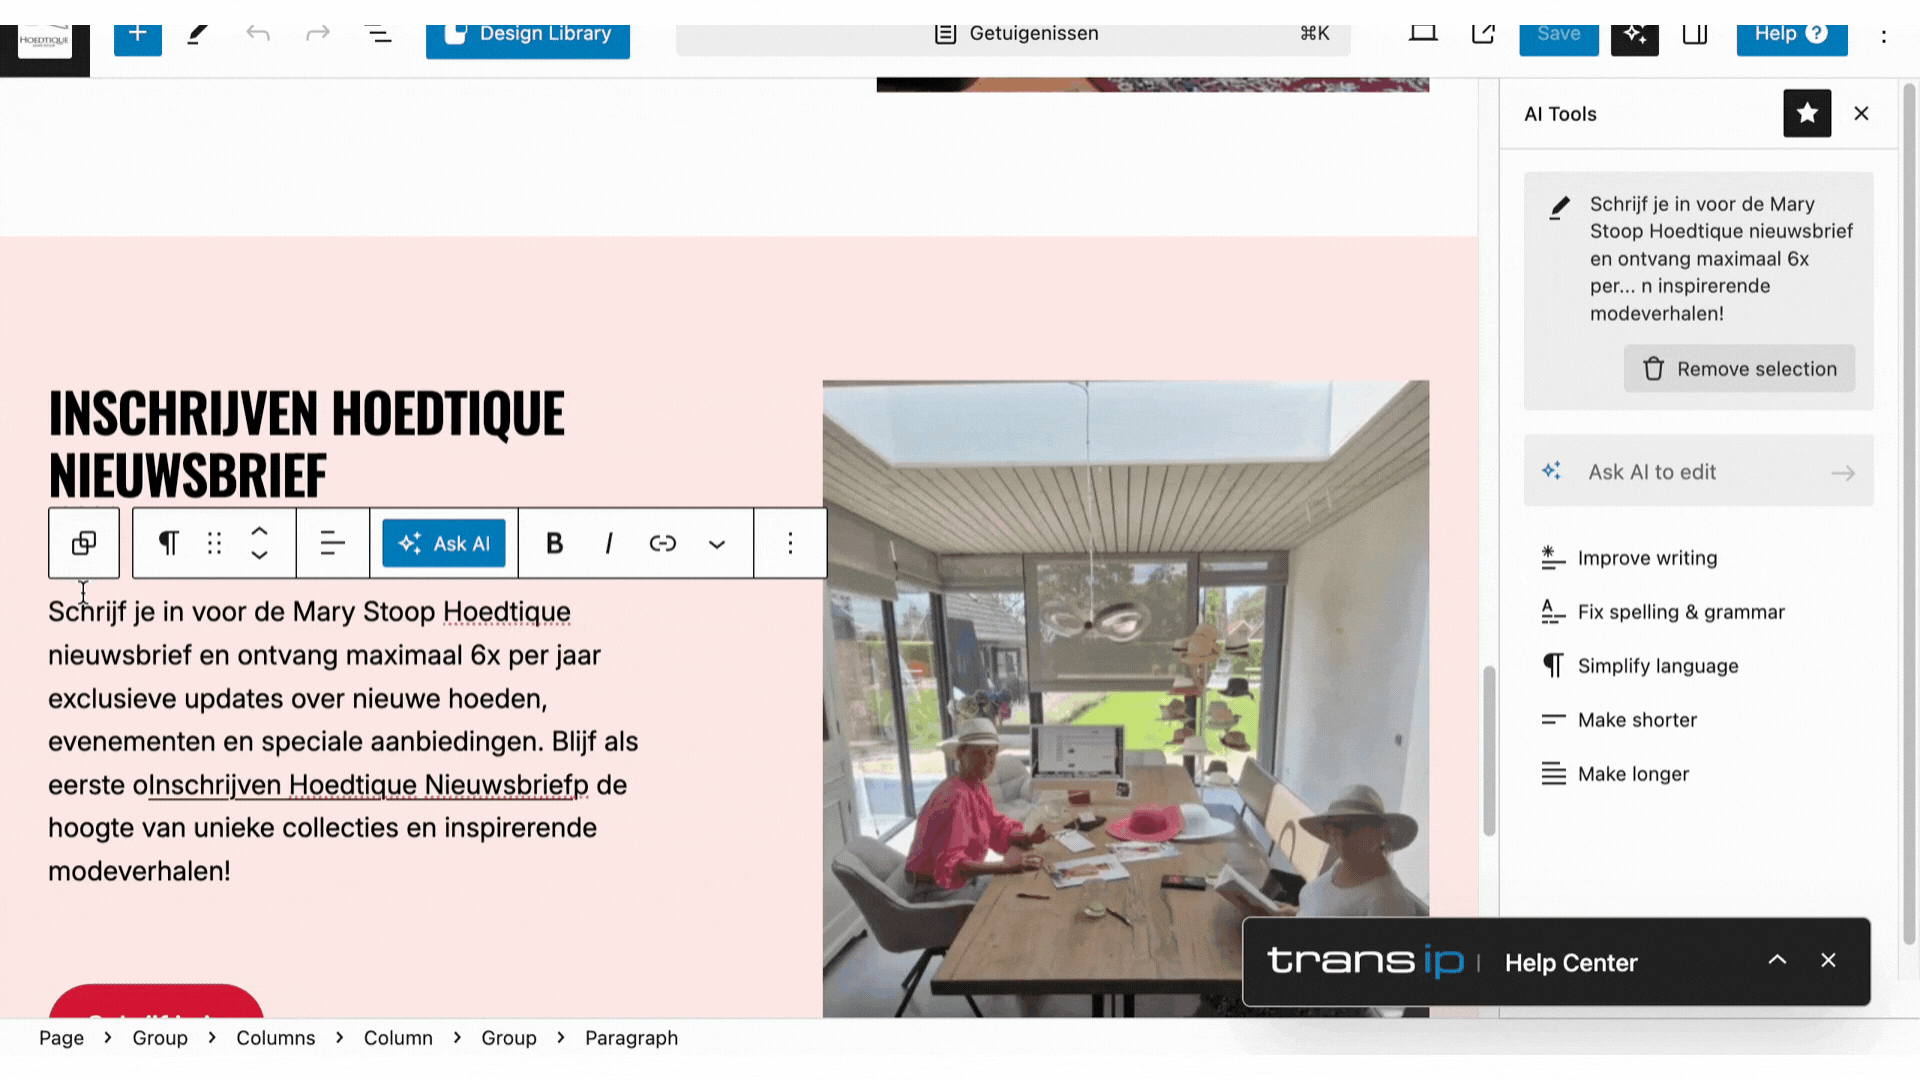 HOEDTIQUE
Design Library
Getuigenissen
⌘K
Save
Help ?
AI Tools
Schrijf je in voor de Mary
Stoop Hoedtique nieuwsbrief
en ontvang maximaal 6x
per... n inspirerende
modeverhalen!
Remove selection
Ask AI to edit
Improve writing
Fix spelling & grammar
Simplify language
Make shorter
Make longer
INSCHRIJVEN HOEDTIQUE
NIEUWSBRIEF
Ask AI
B I
Schrijf je in voor de Mary Stoop Hoedtique
nieuwsbrief en ontvang maximaal 6x per jaar
exclusieve updates over nieuwe hoeden,
evenementen en speciale aanbiedingen. Blijf als
eerste oInschrijven Hoedtique Nieuwsbriefp de
hoogte van unieke collecties en inspirerende
modeverhalen!
transip | Help Center
Page > Group > Columns > Column > Group > Paragraph